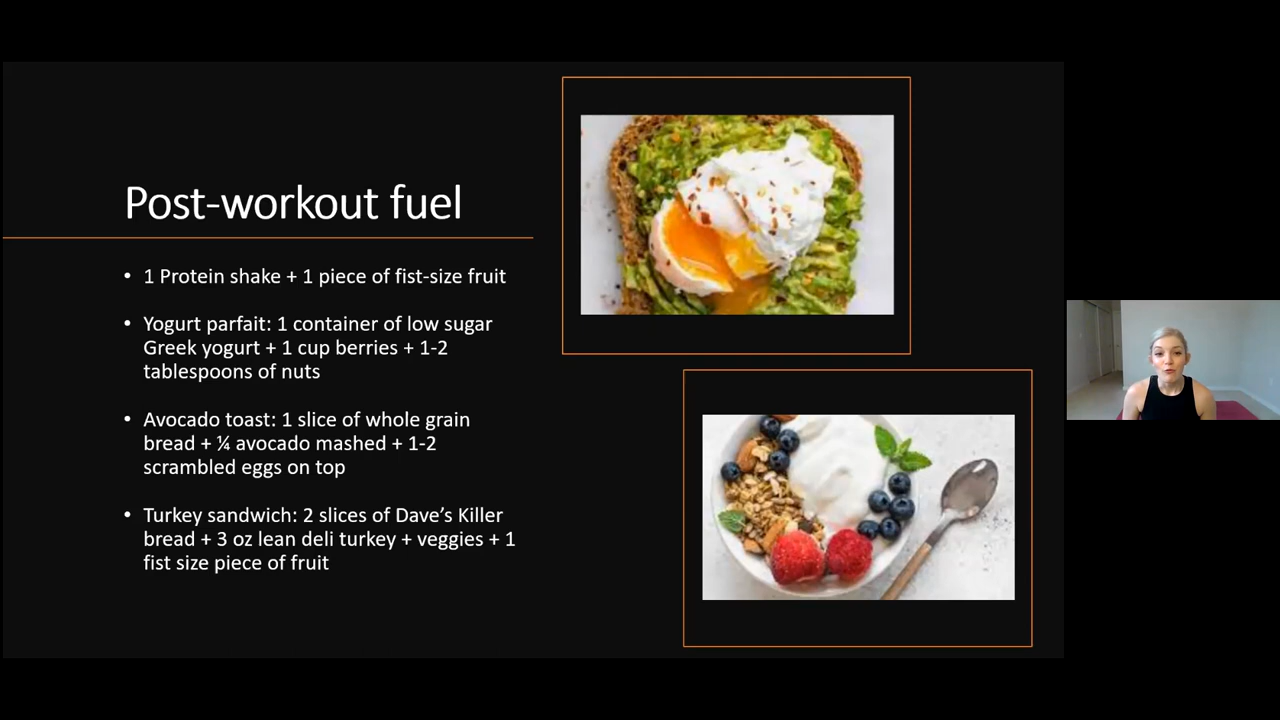 Post-workout fuel
• 1 Protein shake + 1 piece of fist-size fruit
• Yogurt parfait: 1 container of low sugar
Greek yogurt + 1 cup berries + 1-2
tablespoons of nuts
• Avocado toast: 1 slice of whole grain
bread + ¼ avocado mashed + 1-2
scrambled eggs on top
• Turkey sandwich: 2 slices of Dave’s Killer
bread + 3 oz lean deli turkey + veggies + 1
fist size piece of fruit